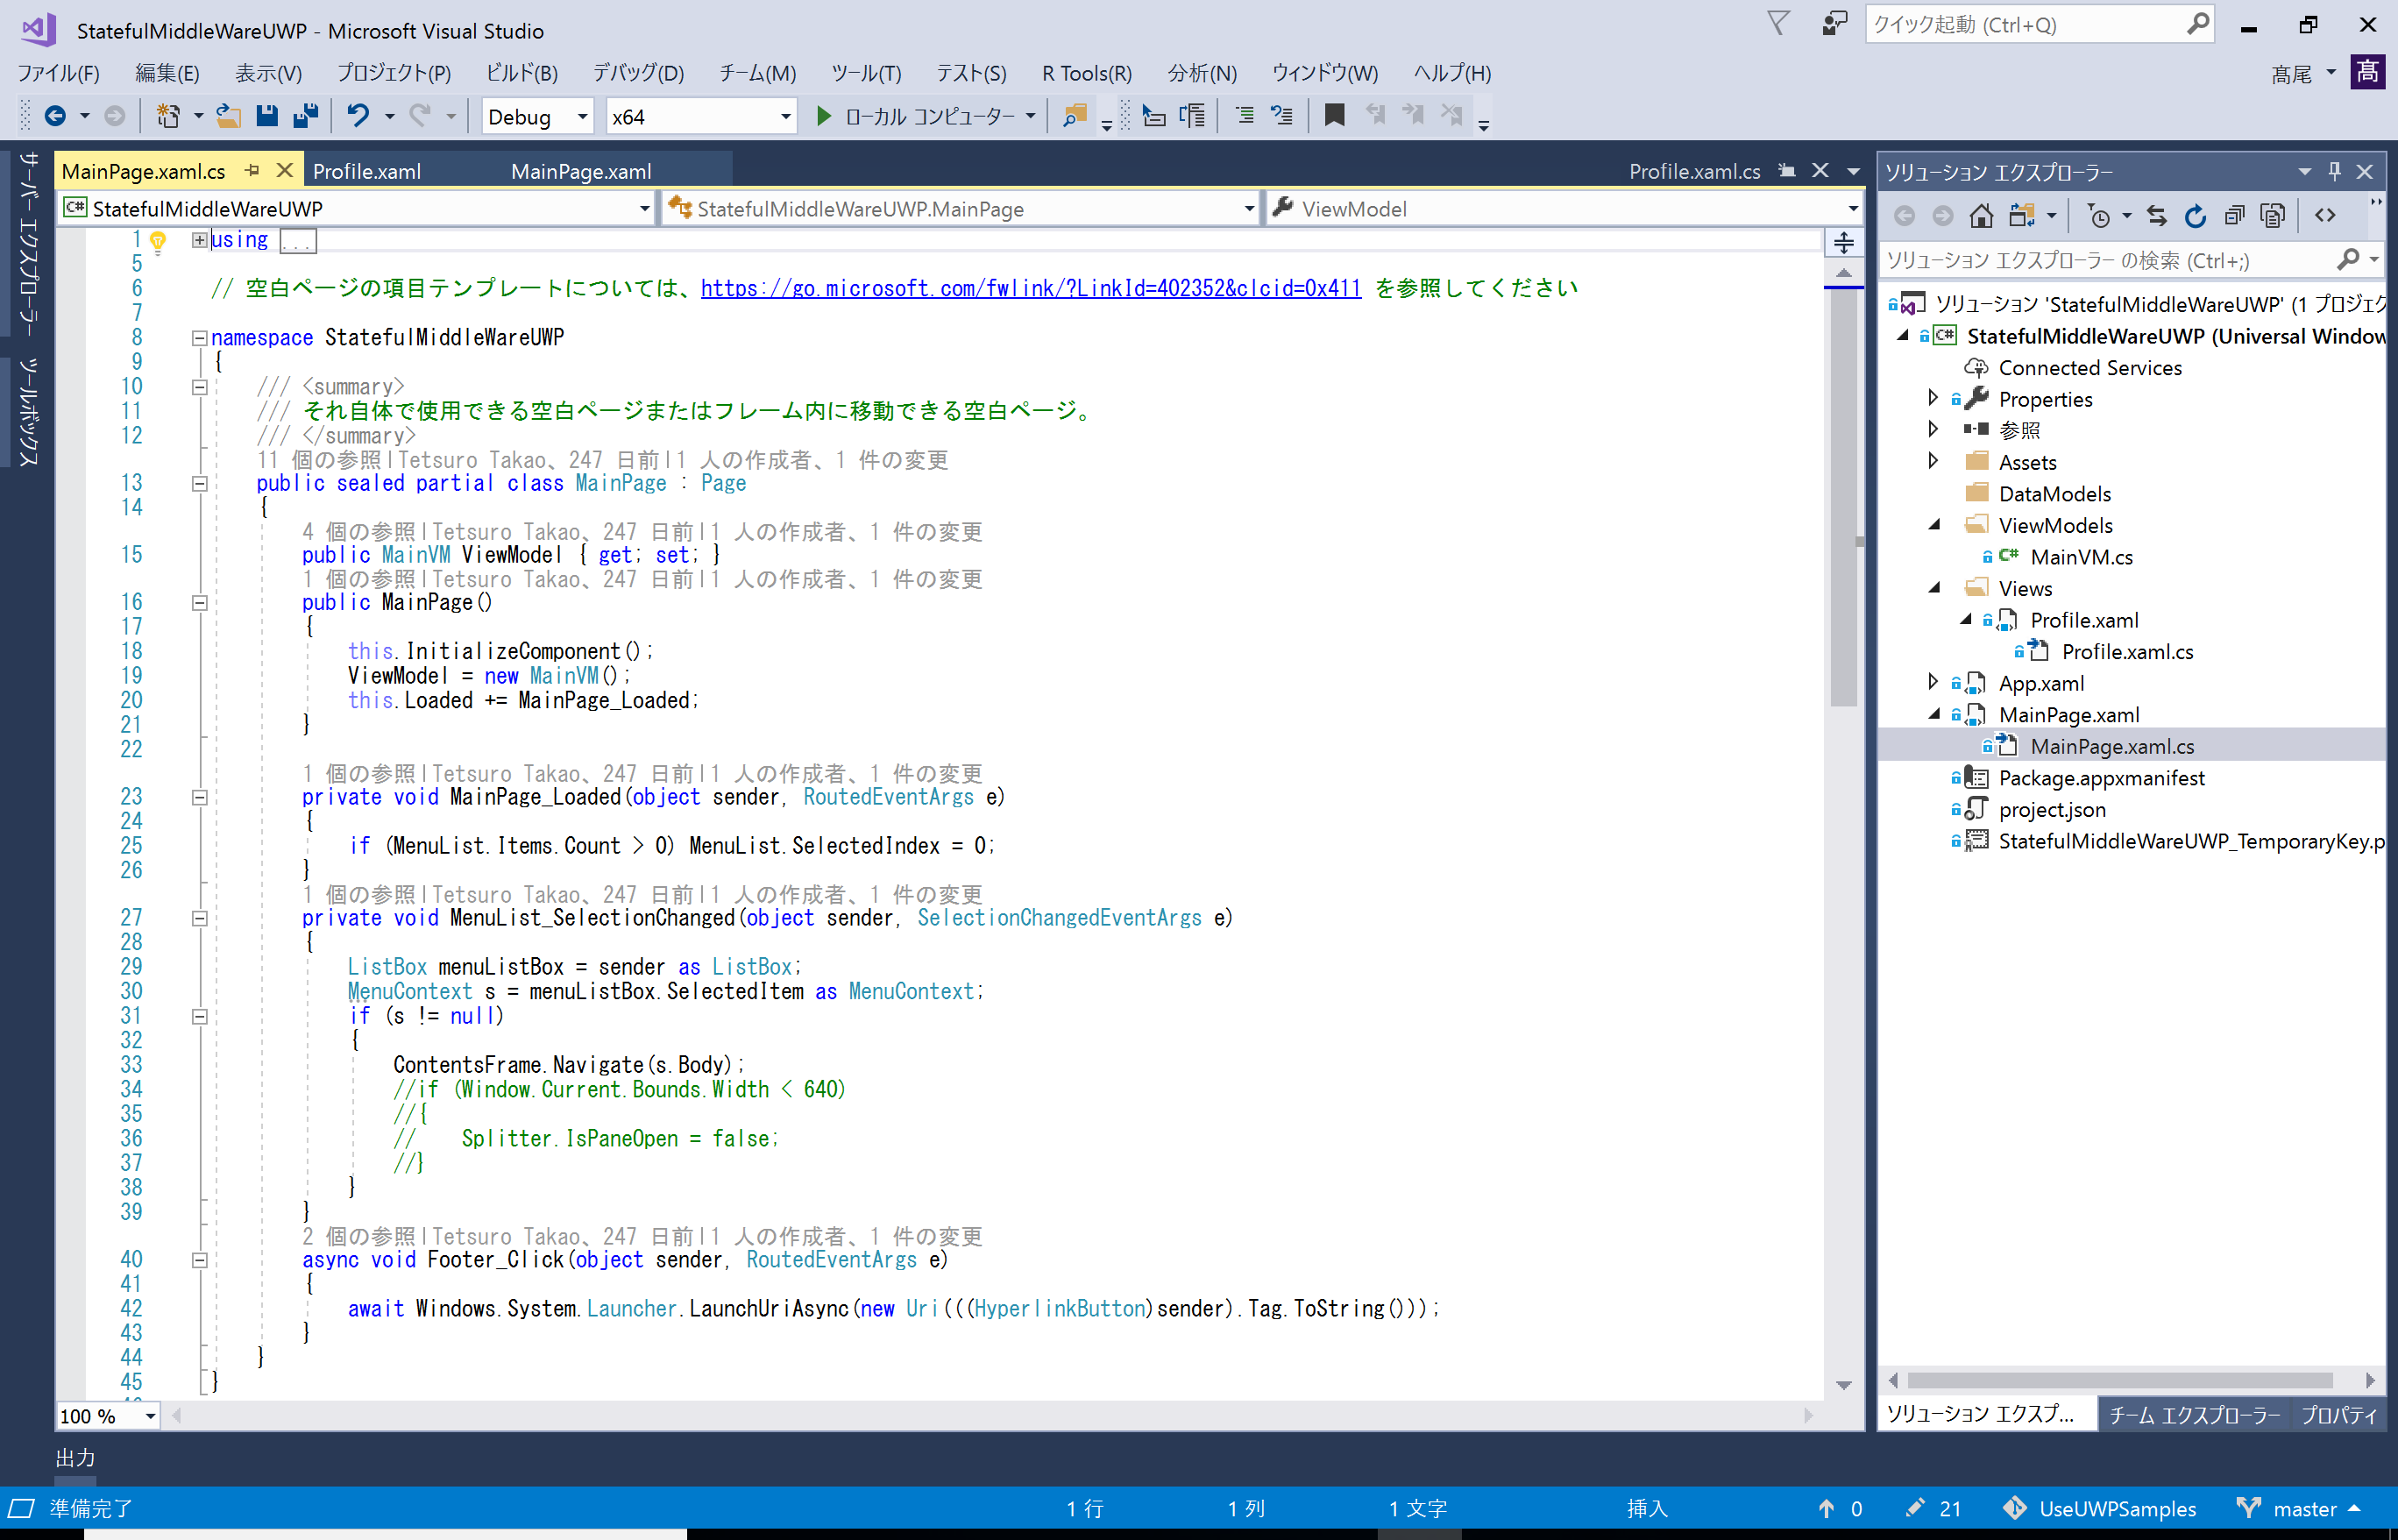 StatefulMiddleWareUWP - Microsoft Visual Studio
クイック起動 (Ctrl+Q)
ファイル(F) 編集(E) 表示(V) プロジェクト(P) ビルド(B) デバッグ(D) チーム(M) ツール(T) テスト(S) R Tools(R) 分析(N) ウィンドウ(W) ヘルプ(H)
髙尾 髙
Debug x64 ローカル コンピューター
サーバー エクスプローラー
ツールボックス
MainPage.xaml.cs Profile.xaml MainPage.xaml Profile.xaml.cs
StatefulMiddleWareUWP StatefulMiddleWareUWP.MainPage ViewModel
1 using ...
5
6 // 空白ページの項目テンプレートについては、https://go.microsoft.com/fwlink/?LinkId=402352&clcid=0x411 を参照してください
7
8 namespace StatefulMiddleWareUWP
9 {
10 /// <summary>
11 /// それ自体で使用できる空白ページまたはフレーム内に移動できる空白ページ。
12 /// </summary>
11 個の参照|Tetsuro Takao、247 日前|1 人の作成者、1 件の変更
13 public sealed partial class MainPage : Page
14 {
4 個の参照|Tetsuro Takao、247 日前|1 人の作成者、1 件の変更
15 public MainVM ViewModel { get; set; }
1 個の参照|Tetsuro Takao、247 日前|1 人の作成者、1 件の変更
16 public MainPage()
17 {
18 this.InitializeComponent();
19 ViewModel = new MainVM();
20 this.Loaded += MainPage_Loaded;
21 }
22
1 個の参照|Tetsuro Takao、247 日前|1 人の作成者、1 件の変更
23 private void MainPage_Loaded(object sender, RoutedEventArgs e)
24 {
25 if (MenuList.Items.Count > 0) MenuList.SelectedIndex = 0;
26 }
1 個の参照|Tetsuro Takao、247 日前|1 人の作成者、1 件の変更
27 private void MenuList_SelectionChanged(object sender, SelectionChangedEventArgs e)
28 {
29 ListBox menuListBox = sender as ListBox;
30 MenuContext s = menuListBox.SelectedItem as MenuContext;
31 if (s != null)
32 {
33 ContentsFrame.Navigate(s.Body);
34 //if (Window.Current.Bounds.Width < 640)
35 //{
36 // Splitter.IsPaneOpen = false;
37 //}
38 }
39 }
2 個の参照|Tetsuro Takao、247 日前|1 人の作成者、1 件の変更
40 async void Footer_Click(object sender, RoutedEventArgs e)
41 {
42 await Windows.System.Launcher.LaunchUriAsync(new Uri(((HyperlinkButton)sender).Tag.ToString()));
43 }
44 }
45 }
100 %
ソリューション エクスプローラー
ソリューション エクスプローラー の検索 (Ctrl+;)
ソリューション 'StatefulMiddleWareUWP' (1 プロジェク
StatefulMiddleWareUWP (Universal Window
Connected Services
Properties
参照
Assets
DataModels
ViewModels
MainVM.cs
Views
Profile.xaml
Profile.xaml.cs
App.xaml
MainPage.xaml
MainPage.xaml.cs
Package.appxmanifest
project.json
StatefulMiddleWareUWP_TemporaryKey.p
ソリューション エクスプ... チーム エクスプローラー プロパティ
出力
準備完了 1 行 1 列 1 文字 挿入 0 21 UseUWPSamples master